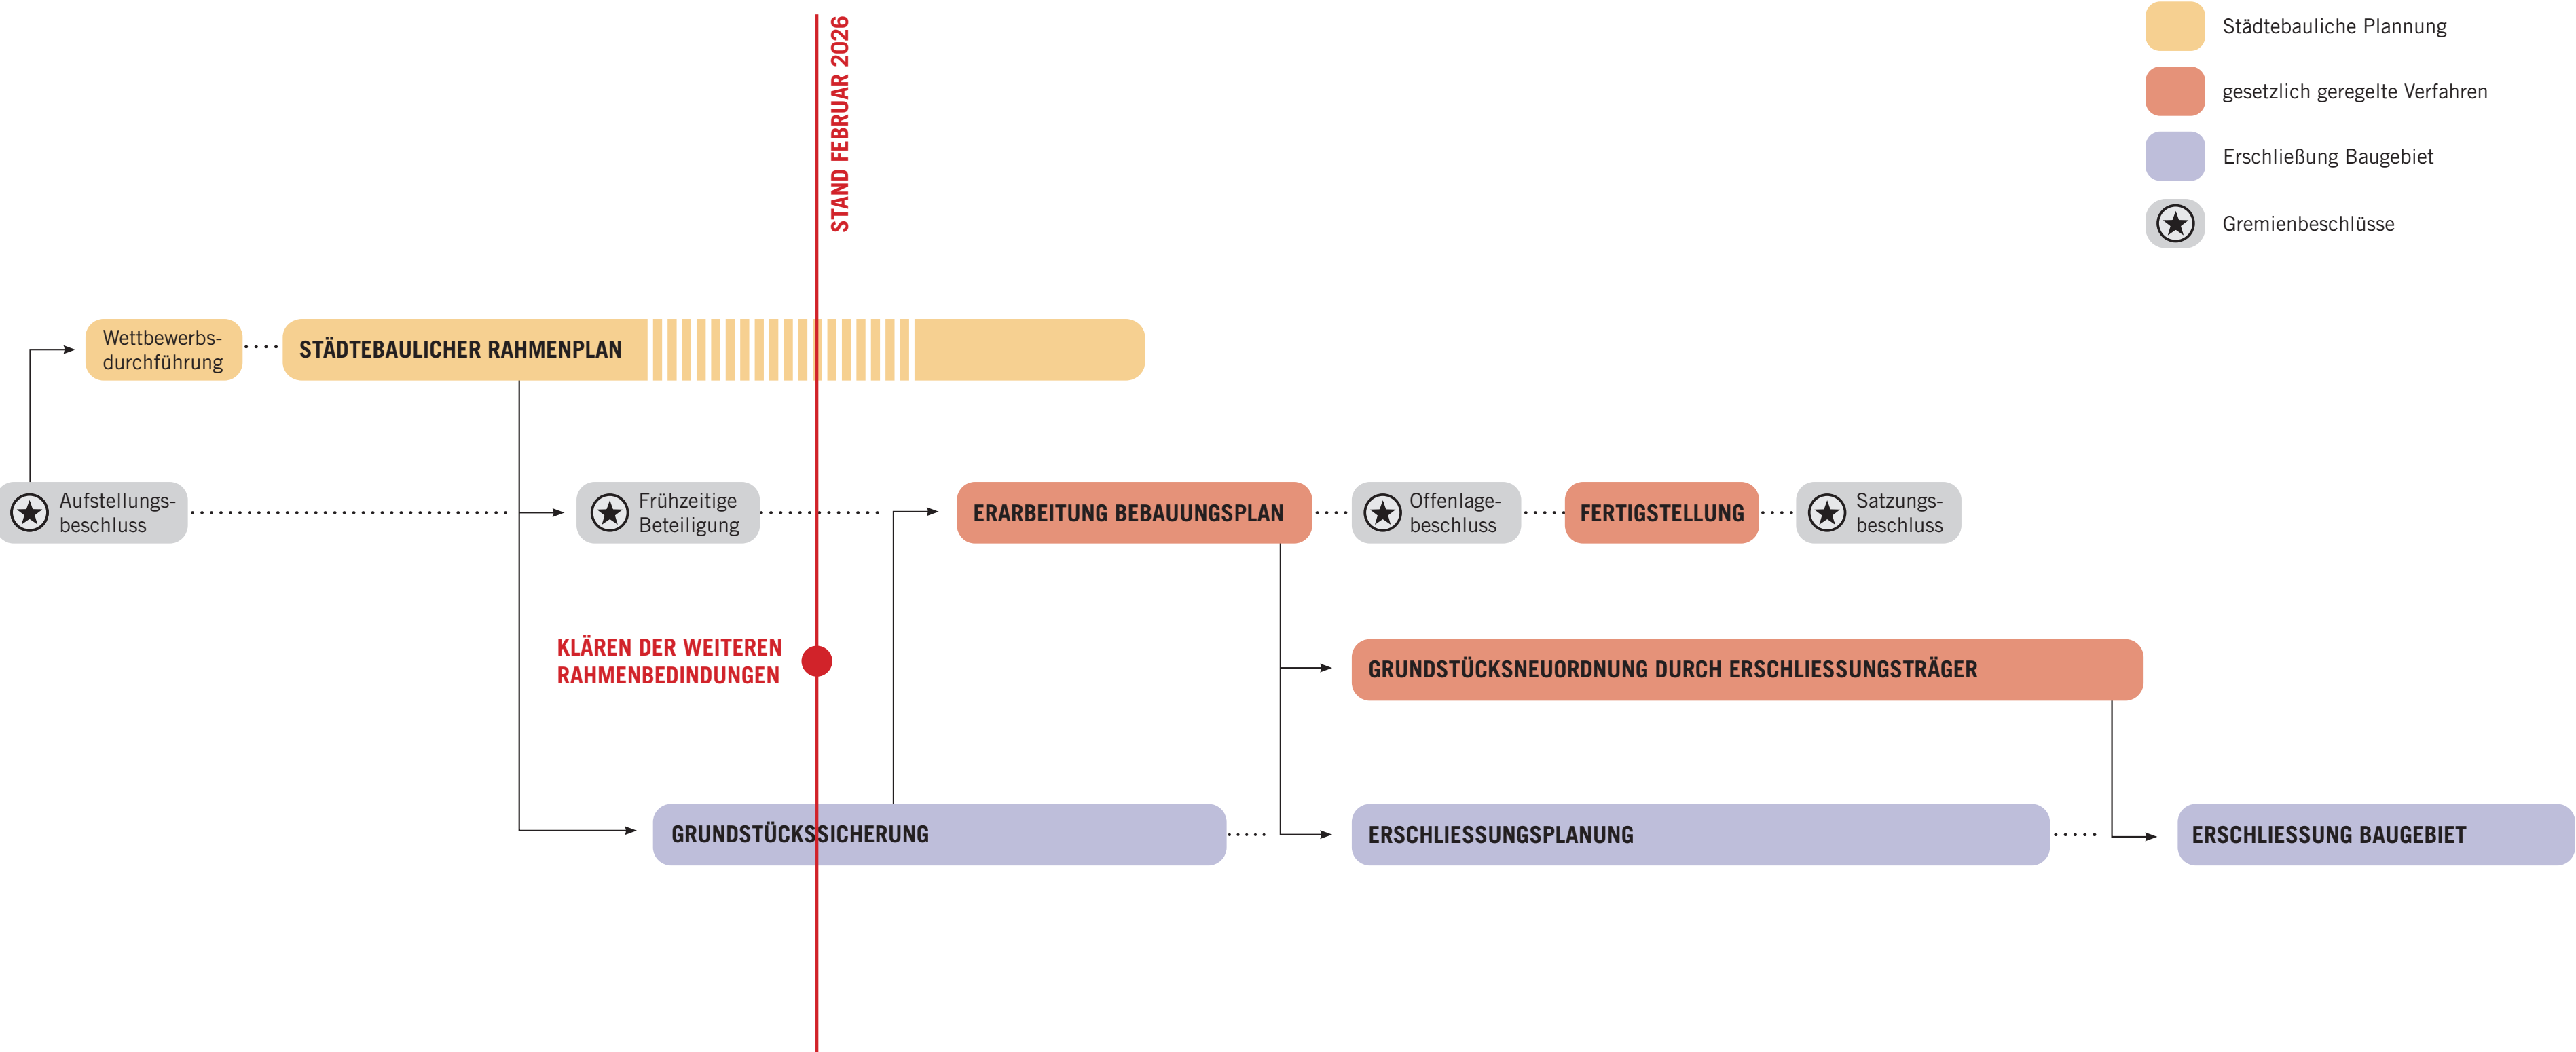 STAND FEBRUAR 2026
Städtebauliche Plannung
gesetzlich geregelte Verfahren
Erschließung Baugebiet
Gremienbeschlüsse
Wettbewerbs-
durchführung
STÄDTEBAULICHER RAHMENPLAN
Aufstellungs-
beschluss
Frühzeitige
Beteiligung
ERARBEITUNG BEBAUUNGSPLAN
Offenlage-
beschluss
FERTIGSTELLUNG
Satzungs-
beschluss
KLÄREN DER WEITEREN
RAHMENBEDINDUNGEN
GRUNDSTÜCKSNEUORDNUNG DURCH ERSCHLIESSUNGSTRÄGER
GRUNDSTÜCKSSICHERUNG
ERSCHLIESSUNGSPLANUNG
ERSCHLIESSUNG BAUGEBIET